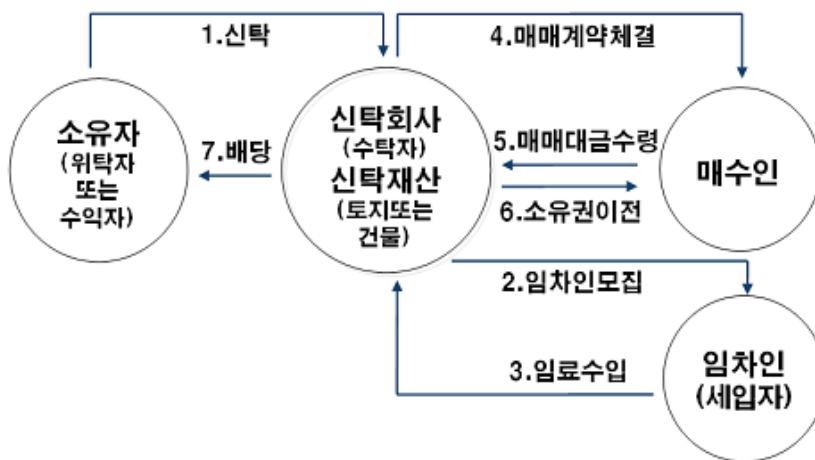 1.신탁
4.매매계약체결
소유자
(위탁자
또는
수익자)
7.배당
신탁회사
(수탁자)
신탁재산
(토지또는
건물)
5.매매대금수령
6.소유권이전
매수인
2.임차인모집
3.임료수입
임차인
(세입자)